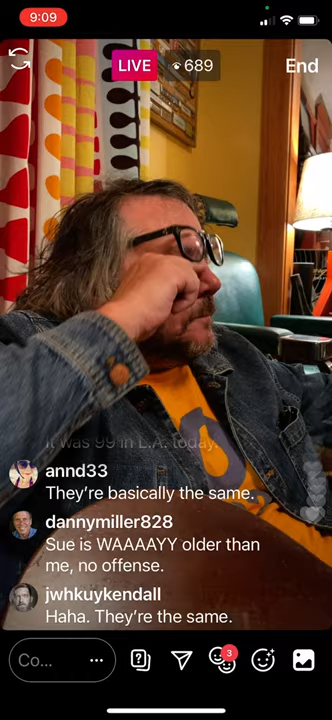 9:09
LIVE
689
End
It was 99 in L.A. today.
annd33
They're basically the same.
dannymiller828
Sue is WAAAAYY older than
me, no offense.
jwhkuykendall
Haha. They're the same.
Co...
3